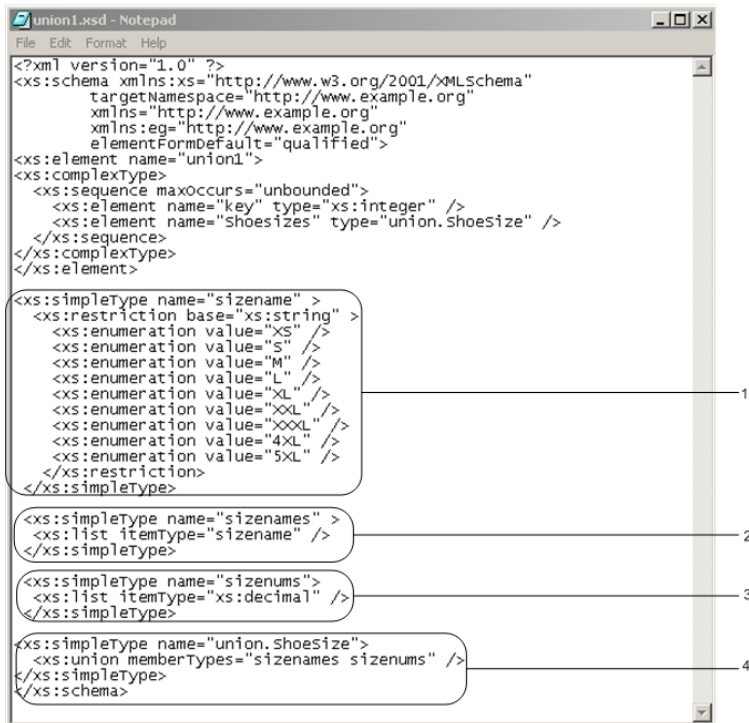 union1.xsd - Notepad
File Edit Format Help
<?xml version="1.0" ?>
<xs:schema xmlns:xs="http://www.w3.org/2001/XMLSchema"
targetNamespace="http://www.example.org"
xmlns="http://www.example.org"
xmlns:eg="http://www.example.org"
elementFormDefault="qualified">
<xs:element name="union1">
<xs:complexType>
<xs:sequence maxOccurs="unbounded">
<xs:element name="key" type="xs:integer" />
<xs:element name="Shoesizes" type="union.ShoeSize" />
</xs:sequence>
</xs:complexType>
</xs:element>
<xs:simpleType name="sizename" >
<xs:restriction base="xs:string" >
<xs:enumeration value="XS" />
<xs:enumeration value="S" />
<xs:enumeration value="M" />
<xs:enumeration value="L" />
<xs:enumeration value="XL" />
<xs:enumeration value="XXL" />
<xs:enumeration value="XXXL" />
<xs:enumeration value="4XL" />
<xs:enumeration value="5XL" />
</xs:restriction>
</xs:simpleType>
1
<xs:simpleType name="sizenames" >
<xs:list itemType="sizename" />
</xs:simpleType>
2
<xs:simpleType name="sizenums">
<xs:list itemType="xs:decimal" />
</xs:simpleType>
3
<xs:simpleType name="union.ShoeSize">
<xs:union memberTypes="sizenames sizenums" />
</xs:simpleType>
</xs:schema>
4